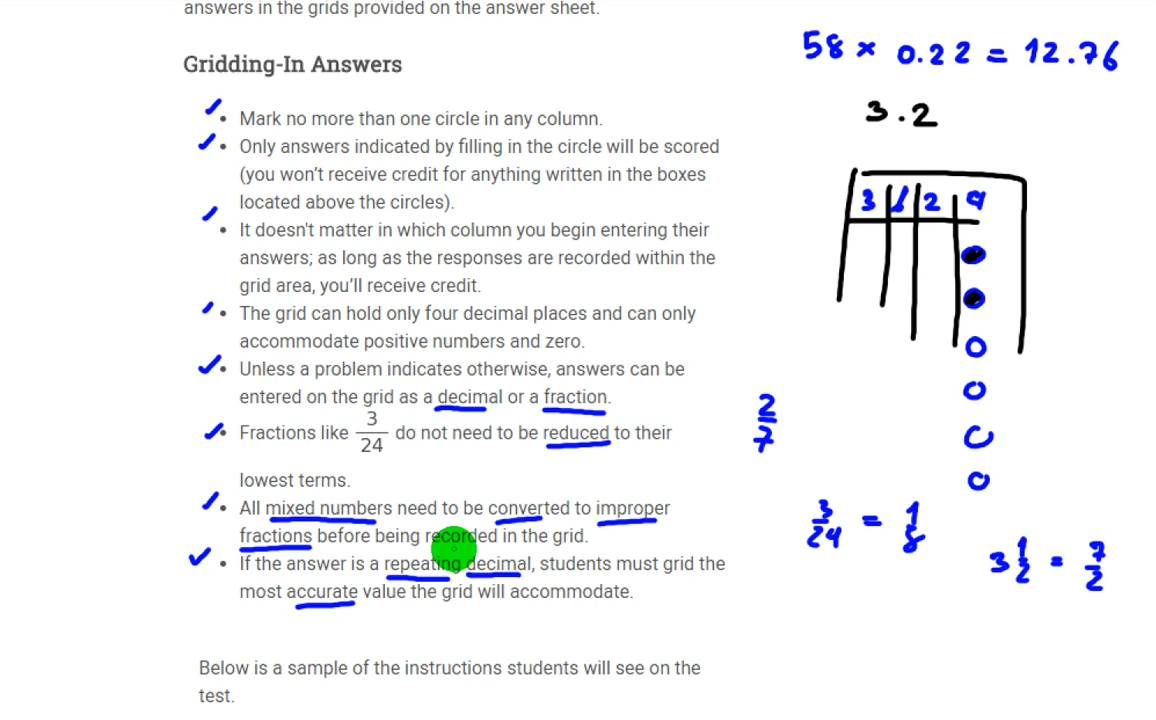 answers in the grids provided on the answer sheet.
Gridding-In Answers
• Mark no more than one circle in any column.
• Only answers indicated by filling in the circle will be scored
(you won't receive credit for anything written in the boxes
located above the circles).
• It doesn't matter in which column you begin entering their
answers; as long as the responses are recorded within the
grid area, you'll receive credit.
• The grid can hold only four decimal places and can only
accommodate positive numbers and zero.
• Unless a problem indicates otherwise, answers can be
entered on the grid as a decimal or a fraction.
• Fractions like 3/24 do not need to be reduced to their
lowest terms.
• All mixed numbers need to be converted to improper
fractions before being recorded in the grid.
• If the answer is a repeating decimal, students must grid the
most accurate value the grid will accommodate.
Below is a sample of the instructions students will see on the
test.
58 × 0.22 = 12.76
3.2
3 1 2 9
2/7
3/24 = 1/8
3 1/2 = 7/2